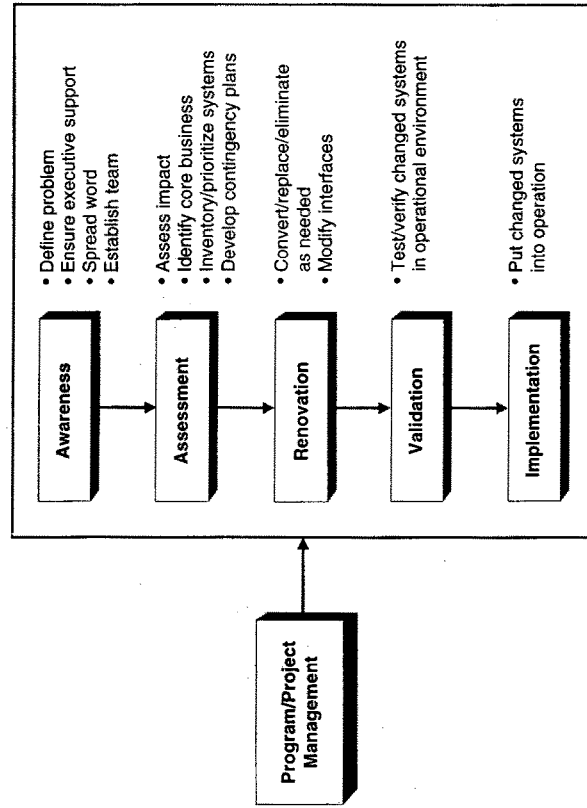 Program/Project
Management
Awareness
• Define problem
• Ensure executive support
• Spread word
• Establish team
Assessment
• Assess impact
• Identify core business
• Inventory/prioritize systems
• Develop contingency plans
Renovation
• Convert/replace/eliminate
as needed
• Modify interfaces
Validation
• Test/verify changed systems
in operational environment
Implementation
• Put changed systems
into operation